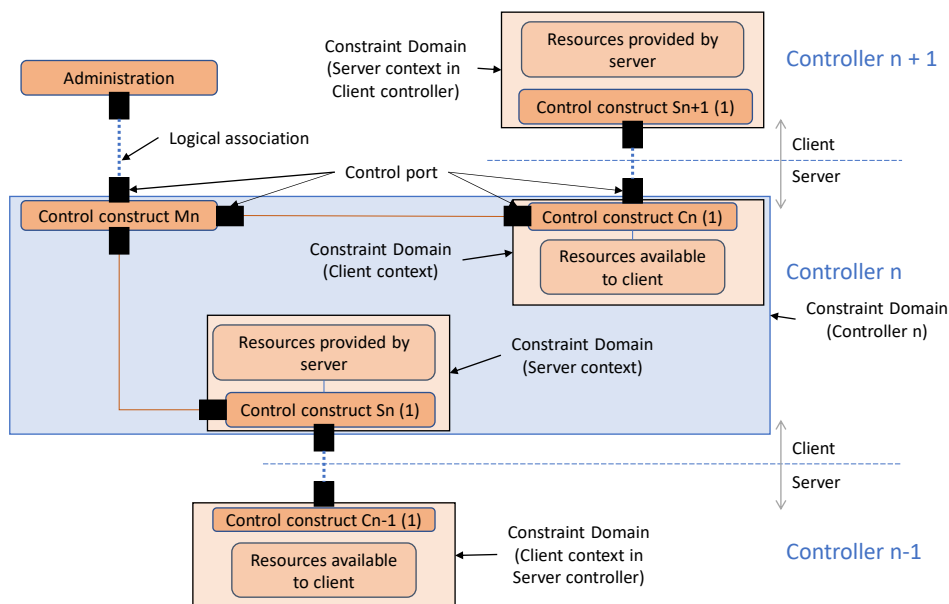 Constraint Domain
(Server context in
Client controller)
Resources provided by
server
Controller n + 1
Administration
Control construct Sn+1 (1)
Logical association
Client
Server
Control port
Control construct Mn
Control construct Cn (1)
Constraint Domain
(Client context)
Resources available
to client
Controller n
Constraint Domain
(Controller n)
Resources provided by
server
Constraint Domain
(Server context)
Control construct Sn (1)
Client
Server
Control construct Cn-1 (1)
Constraint Domain
(Client context in
Server controller)
Resources available
to client
Controller n-1